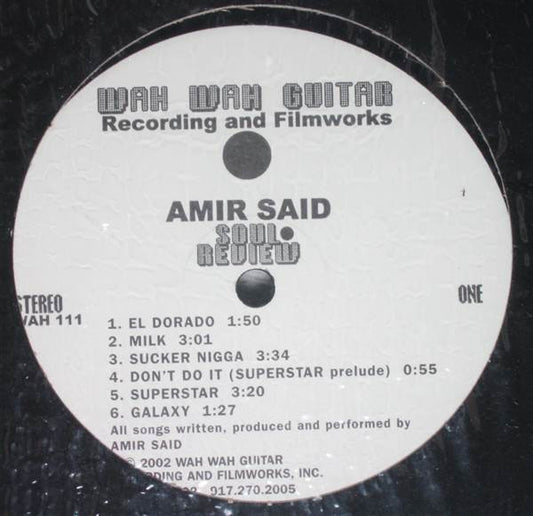 WAH WAH GUITAR
Recording and Filmworks
AMIR SAID
SOUL
REVIEW
STEREO
WAH 111
ONE
1. EL DORADO 1:50
2. MILK 3:01
3. SUCKER NIGGA 3:34
4. DON'T DO IT (SUPERSTAR prelude) 0:55
5. SUPERSTAR 3:20
6. GALAXY 1:27
All songs written, produced and performed by
AMIR SAID
© 2002 WAH WAH GUITAR
RECORDING AND FILMWORKS, INC.
917.270.2005